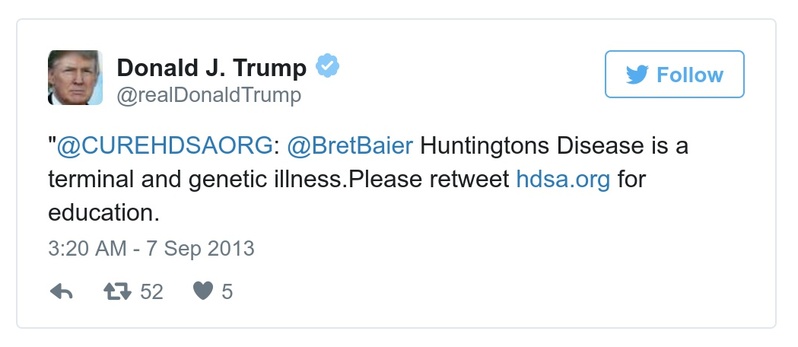 Donald J. Trump
Follow
@realDonaldTrump
"@CUREHDSAORG: @BretBaier Huntingtons Disease is a
terminal and genetic illness.Please retweet hdsa.org for
education.
3:20 AM - 7 Sep 2013
52 5